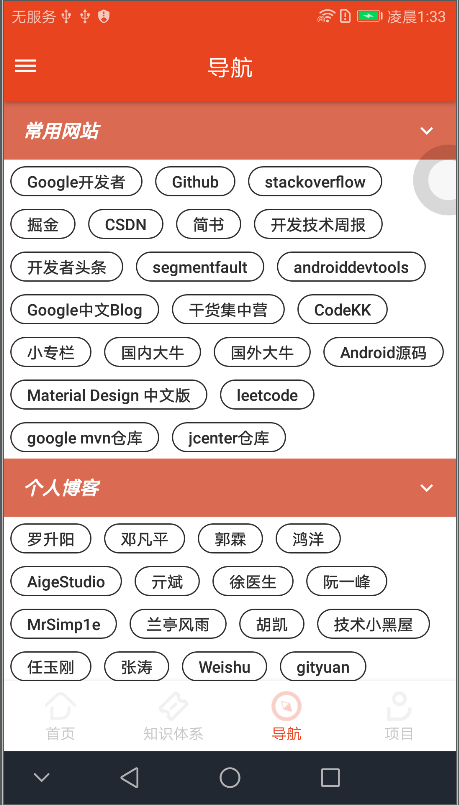 无服务 凌晨1:33
导航
常用网站
Google开发者 Github stackoverflow
掘金 CSDN 简书 开发技术周报
开发者头条 segmentfault androiddevtools
Google中文Blog 干货集中营 CodeKK
小专栏 国内大牛 国外大牛 Android源码
Material Design 中文版 leetcode
google mvn仓库 jcenter仓库
个人博客
罗升阳 邓凡平 郭霖 鸿洋
AigeStudio 亓斌 徐医生 阮一峰
MrSimp1e 兰亭风雨 胡凯 技术小黑屋
任玉刚 张涛 Weishu gityuan
首页 知识体系 导航 项目